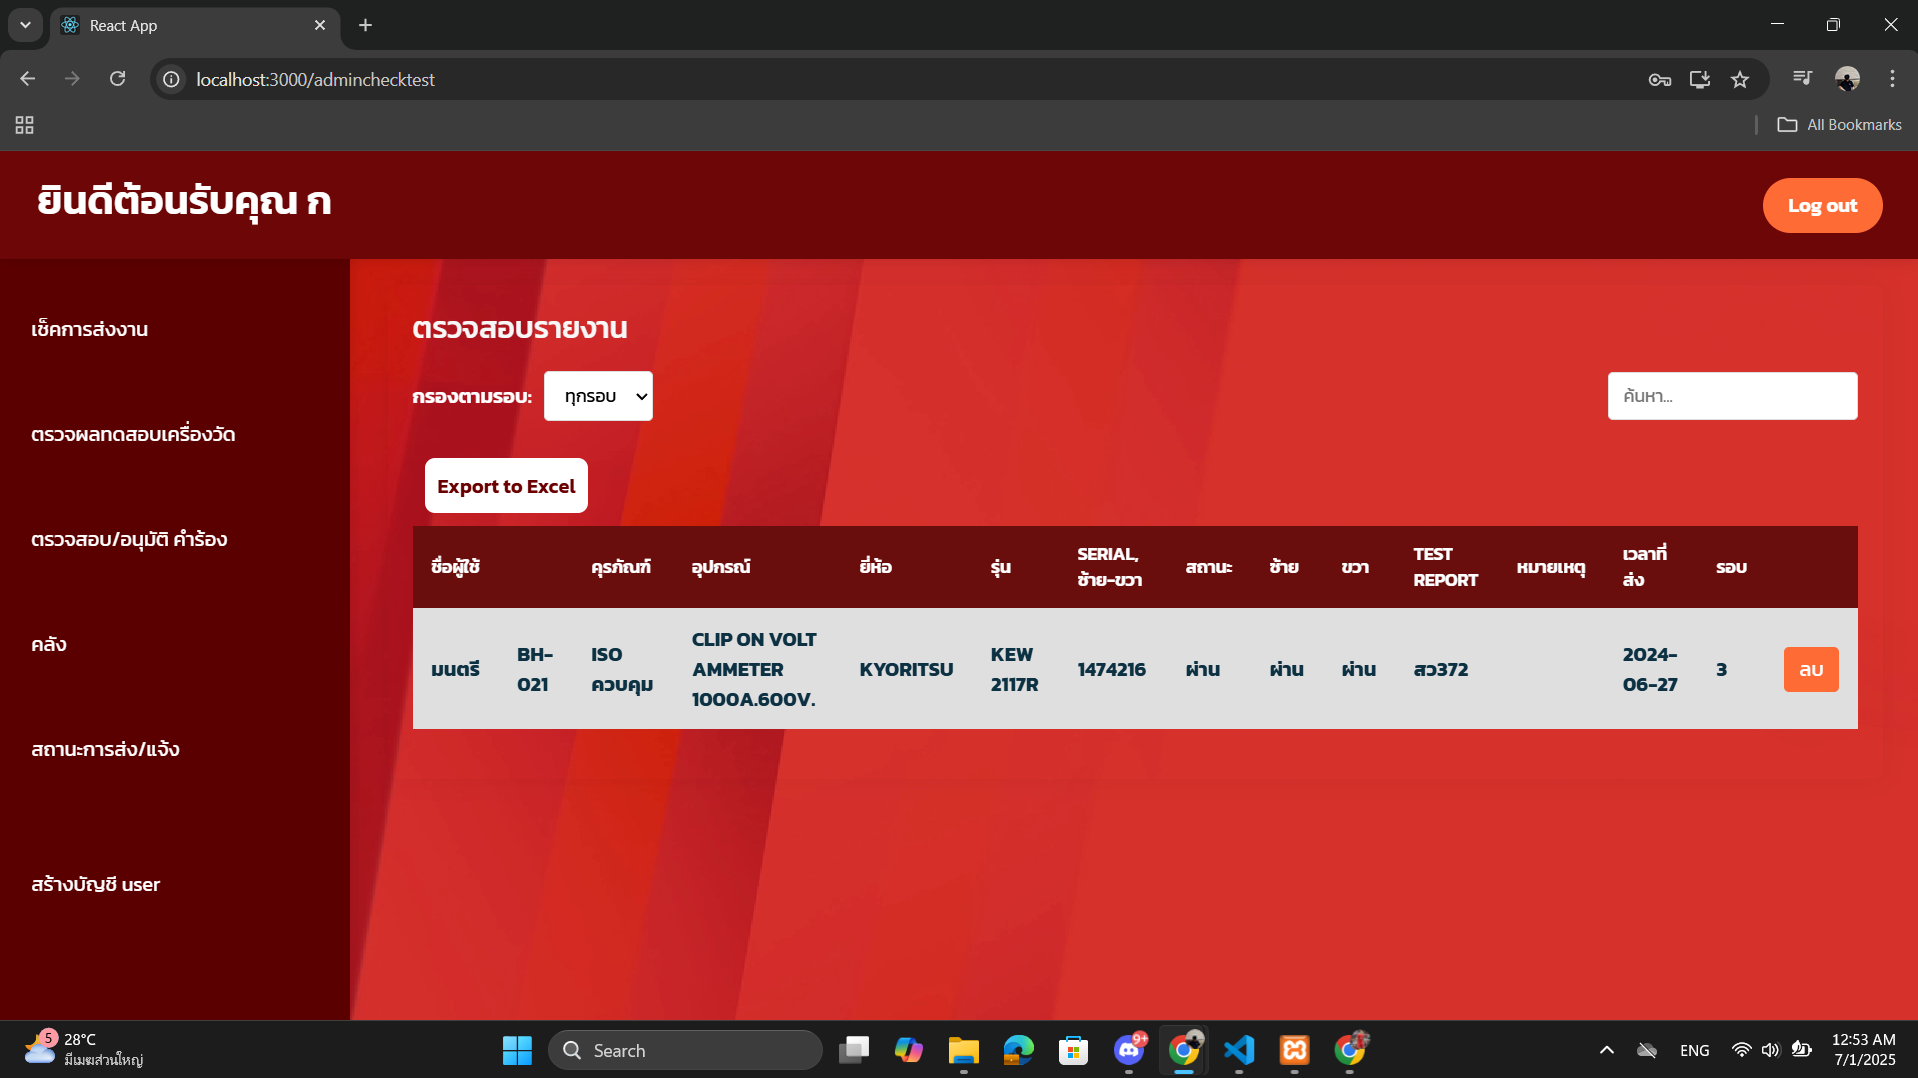 React App
localhost:3000/adminchecktest
All Bookmarks
ยินดีต้อนรับคุณ ก
Log out
เช็คการส่งงาน
ตรวจผลทดสอบเครื่องวัด
ตรวจสอบ/อนุมัติ คำร้อง
คลัง
สถานะการส่ง/แจ้ง
สร้างบัญชี user
ตรวจสอบรายงาน
กรองตามรอบ: ทุกรอบ
ค้นหา...
Export to Excel
ชื่อผู้ใช้ คุรภัณฑ์ อุปกรณ์ ยี่ห้อ รุ่น SERIAL, ซ้าย-ขวา สถานะ ซ้าย ขวา TEST REPORT หมายเหตุ เวลาที่ส่ง รอบ
มนตรี BH-021 ISO ควบคุม CLIP ON VOLT AMMETER 1000A.600V. KYORITSU KEW 2117R 1474216 ผ่าน ผ่าน ผ่าน สว372 2024-06-27 3 ลบ
5
28°C
มีเมฆส่วนใหญ่
Search
9+
ENG
12:53 AM
7/1/2025